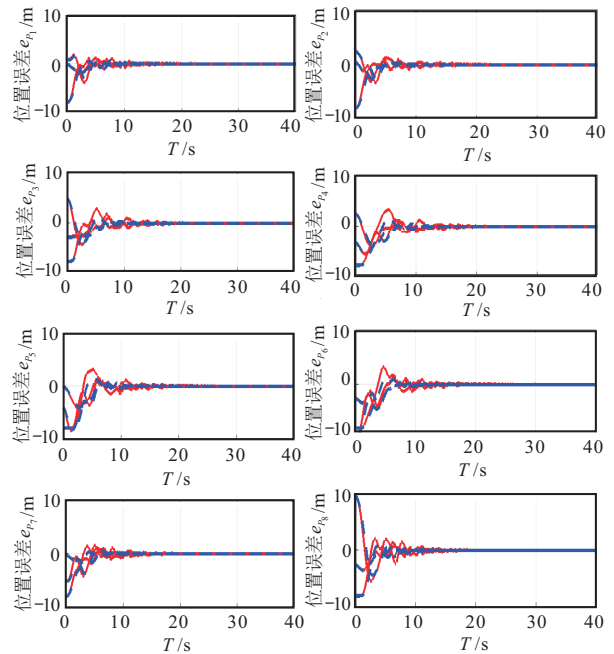 10
0
−10
位置误差e_{P_1}/m
0 10 20 30 40
T/s
10
0
−10
位置误差e_{P_2}/m
0 10 20 30 40
T/s
10
0
−10
位置误差e_{P_3}/m
0 10 20 30 40
T/s
10
0
−10
位置误差e_{P_4}/m
0 10 20 30 40
T/s
10
0
−10
位置误差e_{P_5}/m
0 10 20 30 40
T/s
10
0
−10
位置误差e_{P_6}/m
0 10 20 30 40
T/s
10
0
−10
位置误差e_{P_7}/m
0 10 20 30 40
T/s
10
0
−10
位置误差e_{P_8}/m
0 10 20 30 40
T/s